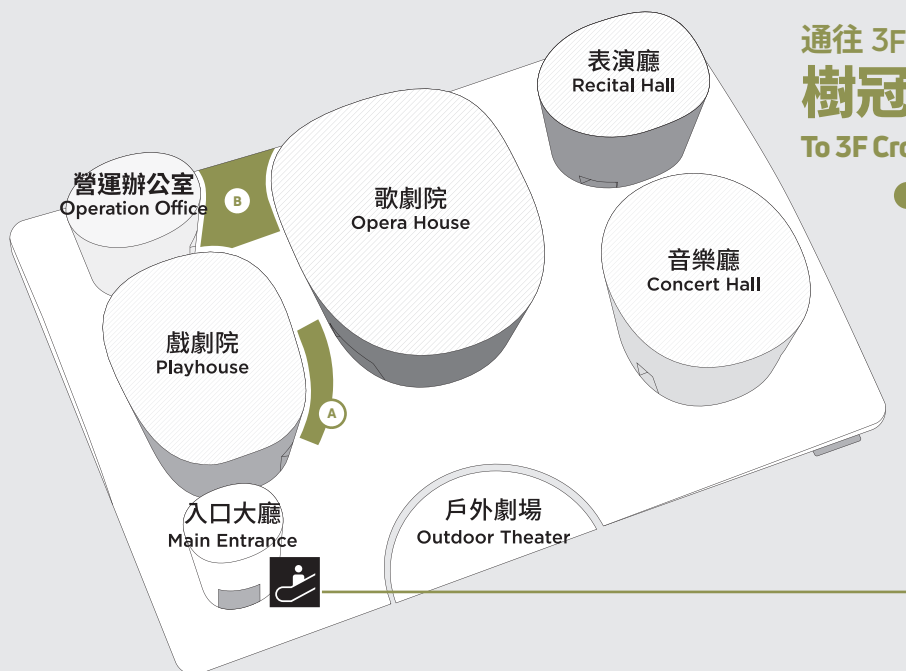 通往 3F
樹冠
To 3F Cro
表演廳
Recital Hall
營運辦公室
Operation Office
B
歌劇院
Opera House
音樂廳
Concert Hall
戲劇院
Playhouse
A
入口大廳
Main Entrance
戶外劇場
Outdoor Theater